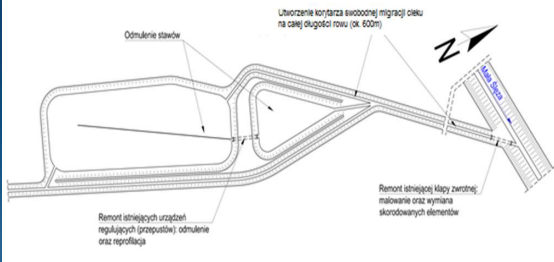 Utworzenie korytarza swobodnej migracji cieku
na całej długości rowu (ok. 600m)
Odmulenie stawów
N
Mała Ślęza
Remont istniejącej klapy zwrotnej:
malowanie oraz wymiana
skorodowanych elementów
Remont istniejących urządzeń
regulujących (przepustów): odmulenie
oraz reprofilacja